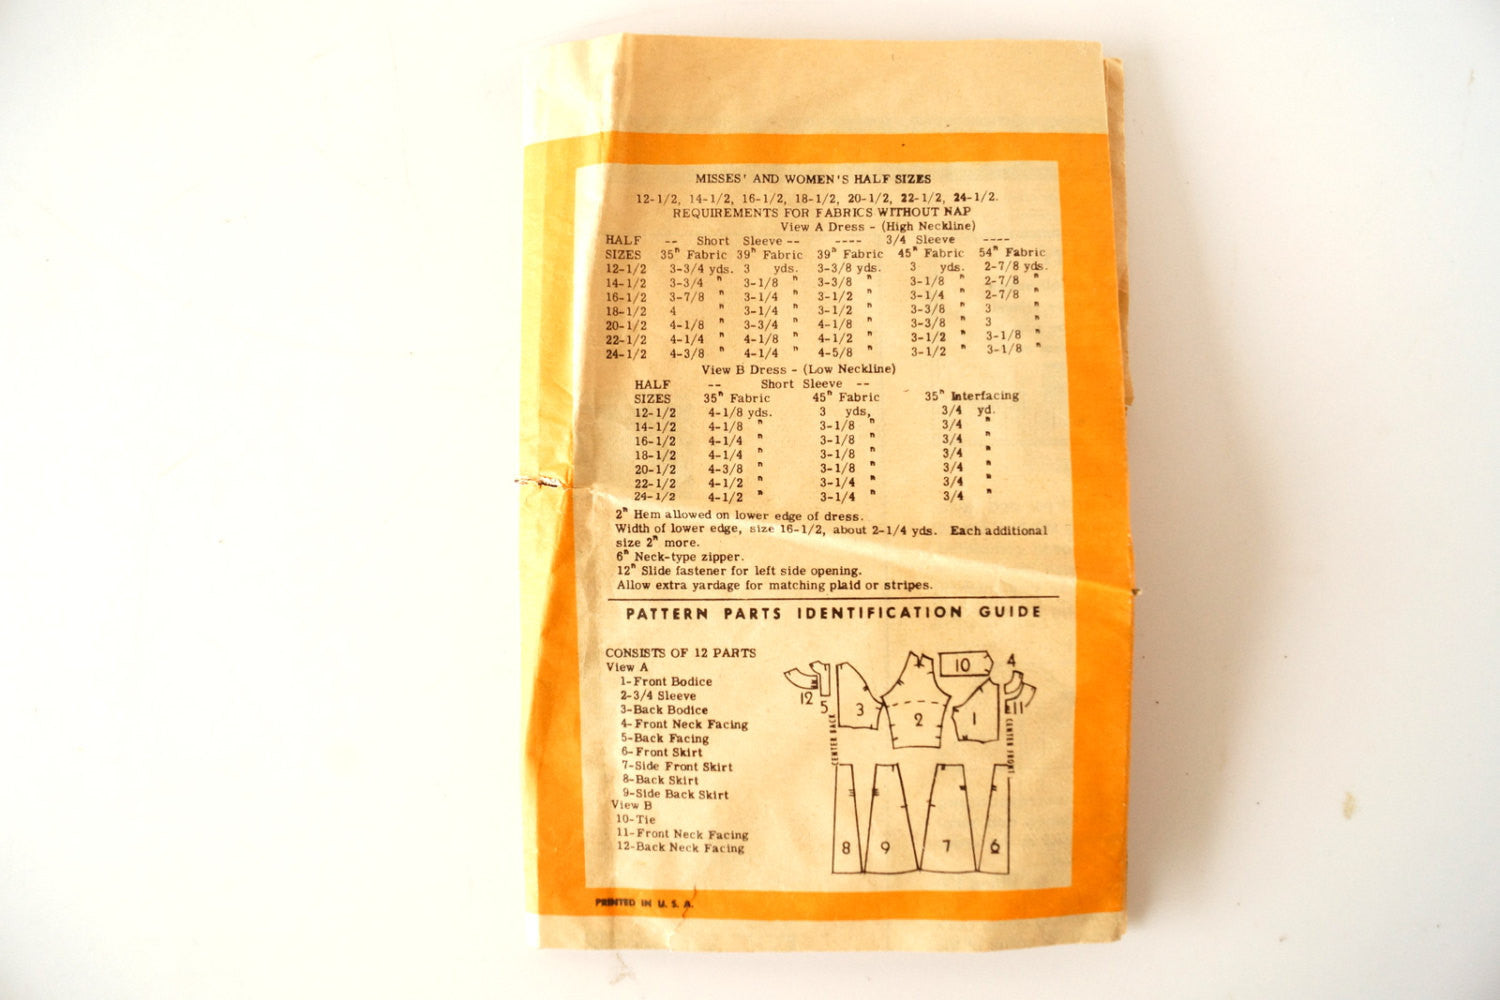 MISSES' AND WOMEN'S HALF SIZES
12-1/2, 14-1/2, 16-1/2, 18-1/2, 20-1/2, 22-1/2, 24-1/2.
REQUIREMENTS FOR FABRICS WITHOUT NAP
View A Dress - (High Neckline)
HALF -- Short Sleeve -- ---- 3/4 Sleeve ----
SIZES 35" Fabric 39" Fabric 39" Fabric 45" Fabric 54" Fabric
12-1/2 3-3/4 yds. 3 yds. 3-3/8 yds. 3 yds. 2-7/8 yds.
14-1/2 3-3/4 " 3-1/8 " 3-3/8 " 3-1/8 " 2-7/8 "
16-1/2 3-7/8 " 3-1/4 " 3-1/2 " 3-1/4 " 2-7/8 "
18-1/2 4 " 3-1/4 " 3-1/2 " 3-3/8 " 3 "
20-1/2 4-1/8 " 3-3/4 " 4-1/8 " 3-3/8 " 3 "
22-1/2 4-1/4 " 4-1/8 " 4-1/2 " 3-1/2 " 3-1/8 "
24-1/2 4-3/8 " 4-1/4 " 4-5/8 " 3-1/2 " 3-1/8 "
View B Dress - (Low Neckline)
HALF -- Short Sleeve --
SIZES 35" Fabric 45" Fabric 35" Interfacing
12-1/2 4-1/8 yds. 3 yds, 3/4 yd.
14-1/2 4-1/8 " 3-1/8 " 3/4 "
16-1/2 4-1/4 " 3-1/8 " 3/4 "
18-1/2 4-1/4 " 3-1/8 " 3/4 "
20-1/2 4-3/8 " 3-1/8 " 3/4 "
22-1/2 4-1/2 " 3-1/4 " 3/4 "
24-1/2 4-1/2 " 3-1/4 " 3/4 "
2" Hem allowed on lower edge of dress.
Width of lower edge, size 16-1/2, about 2-1/4 yds. Each additional
size 2" more.
6" Neck-type zipper.
12" Slide fastener for left side opening.
Allow extra yardage for matching plaid or stripes.
PATTERN PARTS IDENTIFICATION GUIDE
CONSISTS OF 12 PARTS
View A
1-Front Bodice
2-3/4 Sleeve
3-Back Bodice
4-Front Neck Facing
5-Back Facing
6-Front Skirt
7-Side Front Skirt
8-Back Skirt
9-Side Back Skirt
View B
10-Tie
11-Front Neck Facing
12-Back Neck Facing
10 4
12 5 3 2 1 11
CENTER BACK
CENTER FRONT
8 9 7 6
PRINTED IN U. S. A.